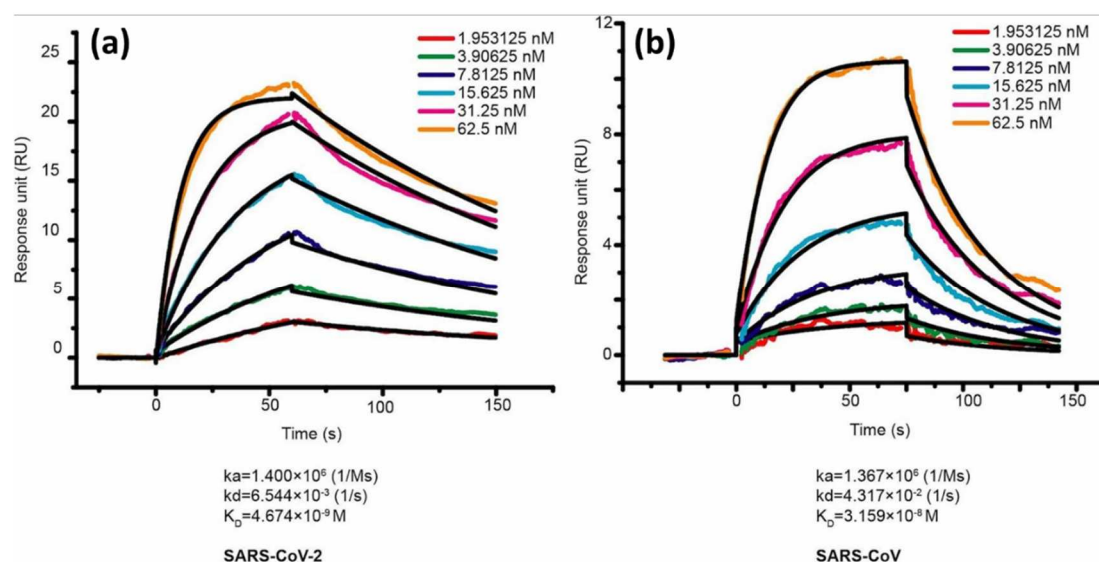 (a)
1.953125 nM
3.90625 nM
7.8125 nM
15.625 nM
31.25 nM
62.5 nM
Response unit (RU)
25
20
15
10
5
0
0
50
100
150
Time (s)
ka=1.400×10⁶ (1/Ms)
kd=6.544×10⁻³ (1/s)
K_D=4.674×10⁻⁹ M
SARS-CoV-2
(b)
1.953125 nM
3.90625 nM
7.8125 nM
15.625 nM
31.25 nM
62.5 nM
Response unit (RU)
12
8
4
0
0
50
100
150
Time (s)
ka=1.367×10⁶ (1/Ms)
kd=4.317×10⁻² (1/s)
K_D=3.159×10⁻⁸ M
SARS-CoV